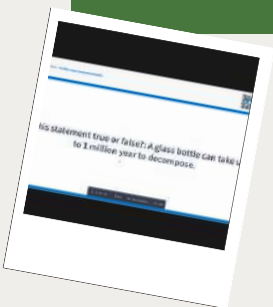 his statement true or false?: A glass bottle can take u
to 1 million year to decompose.